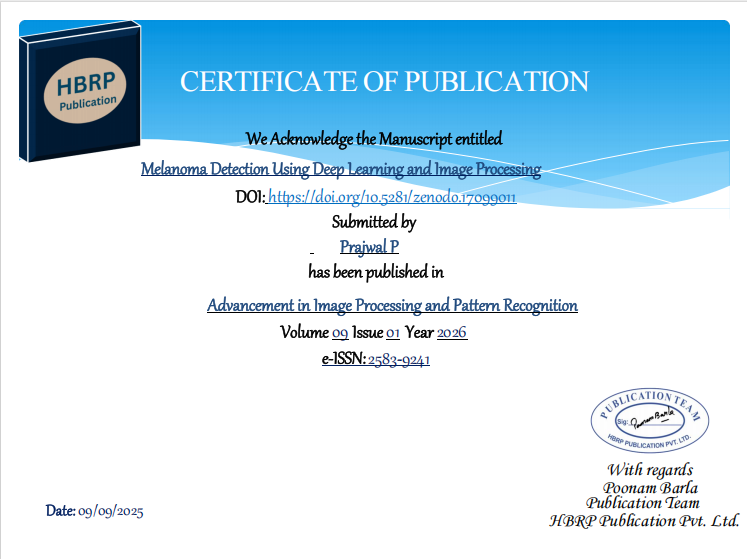 HBRP
Publication
CERTIFICATE OF PUBLICATION
We Acknowledge the Manuscript entitled
Melanoma Detection Using Deep Learning and Image Processing
DOI: https://doi.org/10.5281/zenodo.17099011
Submitted by
Prajwal P
has been published in
Advancement in Image Processing and Pattern Recognition
Volume 09 Issue 01 Year 2026
e-ISSN: 2583-9241
PUBLICATION TEAM
Sig: Poonam Barla
HBRP PUBLICATION PVT. LTD.
With regards
Poonam Barla
Publication Team
HBRP Publication Pvt. Ltd.
Date: 09/09/2025